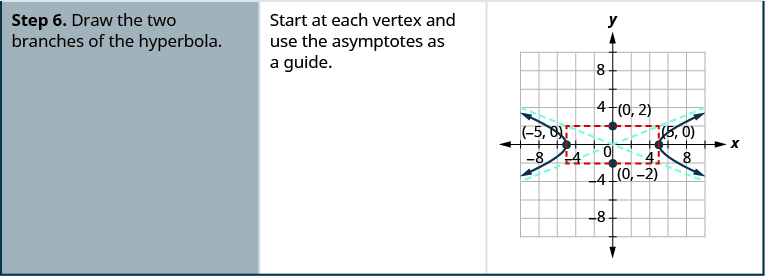 Step 6. Draw the two
branches of the hyperbola.
Start at each vertex and
use the asymptotes as
a guide.
y
8
4
(0, 2)
(−5, 0)
(5, 0)
x
0
−8
−4
4
8
(0, −2)
−4
−8